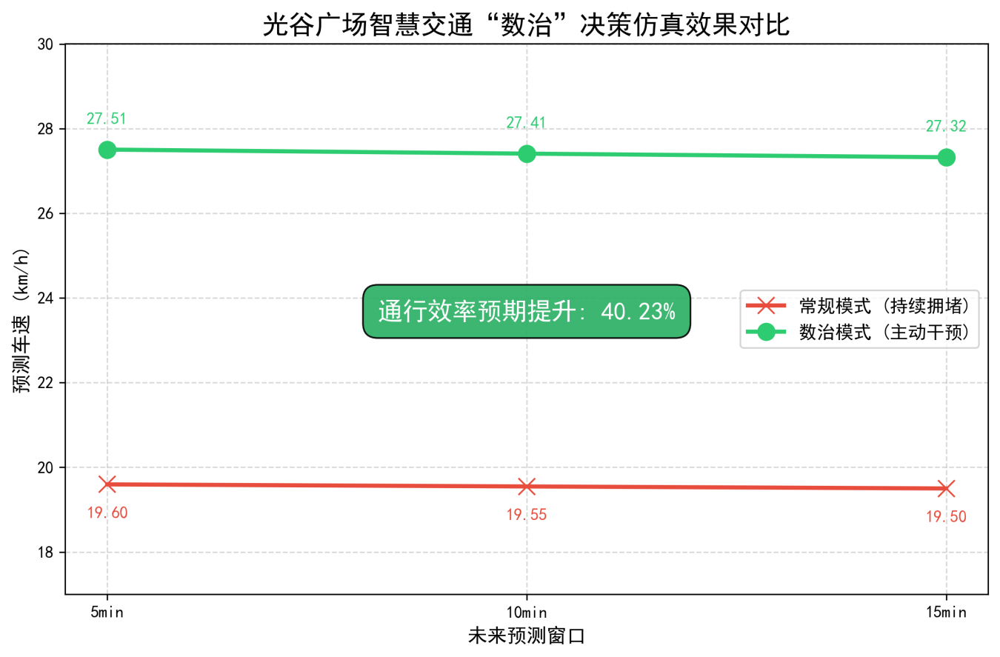 光谷广场智慧交通“数治”决策仿真效果对比
预测车速 (km/h)
30
28
26
24
22
20
18
27.51
27.41
27.32
通行效率预期提升: 40.23%
常规模式 (持续拥堵)
数治模式 (主动干预)
19.60
19.55
19.50
5min
10min
15min
未来预测窗口